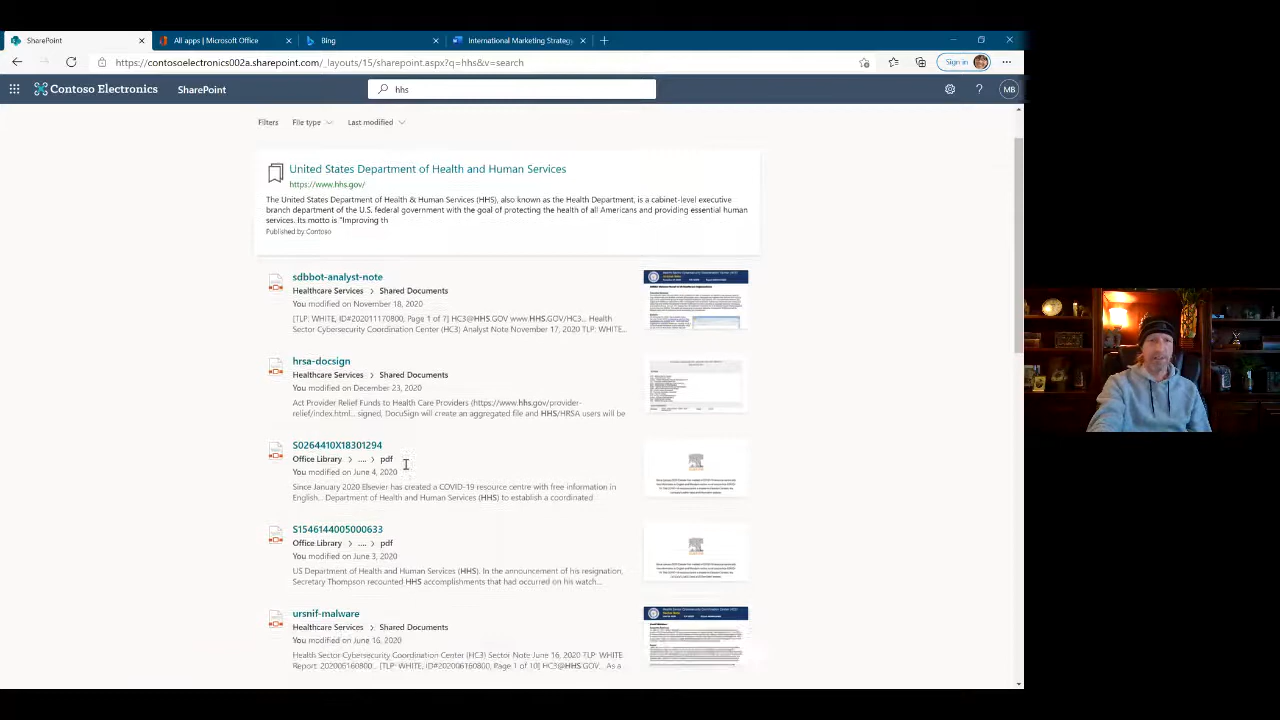 SharePoint
All apps | Microsoft Office
Bing
International Marketing Strategy
https://contosoelectronics002a.sharepoint.com/_layouts/15/sharepoint.aspx?q=hhs&v=search
Sign in
Contoso Electronics
SharePoint
hhs
MB
Filters
File type
Last modified
United States Department of Health and Human Services
https://www.hhs.gov/
The United States Department of Health & Human Services (HHS), also known as the Health Department, is a cabinet-level executive
branch department of the U.S. federal government with the goal of protecting the health of all Americans and providing essential human
services. Its motto is "Improving th
Published by Contoso
sdbbot-analyst-note
Healthcare Services > Shared Documents
You modified on November 18, 2020
[TLP: WHITE, ID#202011170800, Page 1 of 7] HC3@HHS.GOV www.HHS.GOV/HC3... Health
Sector Cybersecurity Coordination Center (HC3) Analyst Note November 17, 2020 TLP: WHITE...
hrsa-docsign
Healthcare Services > Shared Documents
You modified on December 23, 2020
Act Provider Relief Funds to Health Care Providers (https://www.hhs.gov/provider-
relief/index.html... signed, DocuSign will create an aggregated file and HHS/HRSA users will be
S0264410X18301294
Office Library > .... > pdf
You modified on June 4, 2020
Since January 2020 Elsevier has created a COVID-19 resource centre with free information in
English... Department of Health and Human Services (HHS) to establish a coordinated
S1546144005000633
Office Library > .... > pdf
You modified on June 3, 2020
US Department of Health and Human Services (HHS). In the announcement of his resignation,
Secretary Thompson recounted HHS accomplishments that had occurred on his watch...
ursnif-malware
Healthcare Services > Shared Documents
You modified on June 16, 2020
Health Sector Cybersecurity Coordination Center (HC3) Sector Note June 16, 2020 TLP: WHITE
Report: 202006160800... TLP: WHITE, ID#202006160800, Page 1 of 10] HC3@HHS.GOV... As a